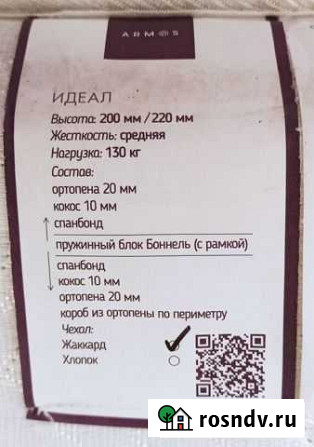 ARMOS
ИДЕАЛ
Высота: 200 мм / 220 мм
Жесткость: средняя
Нагрузка: 130 кг
Состав:
ортопена 20 мм
кокос 10 мм
спанбонд
пружинный блок Боннель (с рамкой)
спанбонд
кокос 10 мм
ортопена 20 мм
короб из ортопены по периметру
Чехол:
Жаккард
Хлопок
rosndv.ru